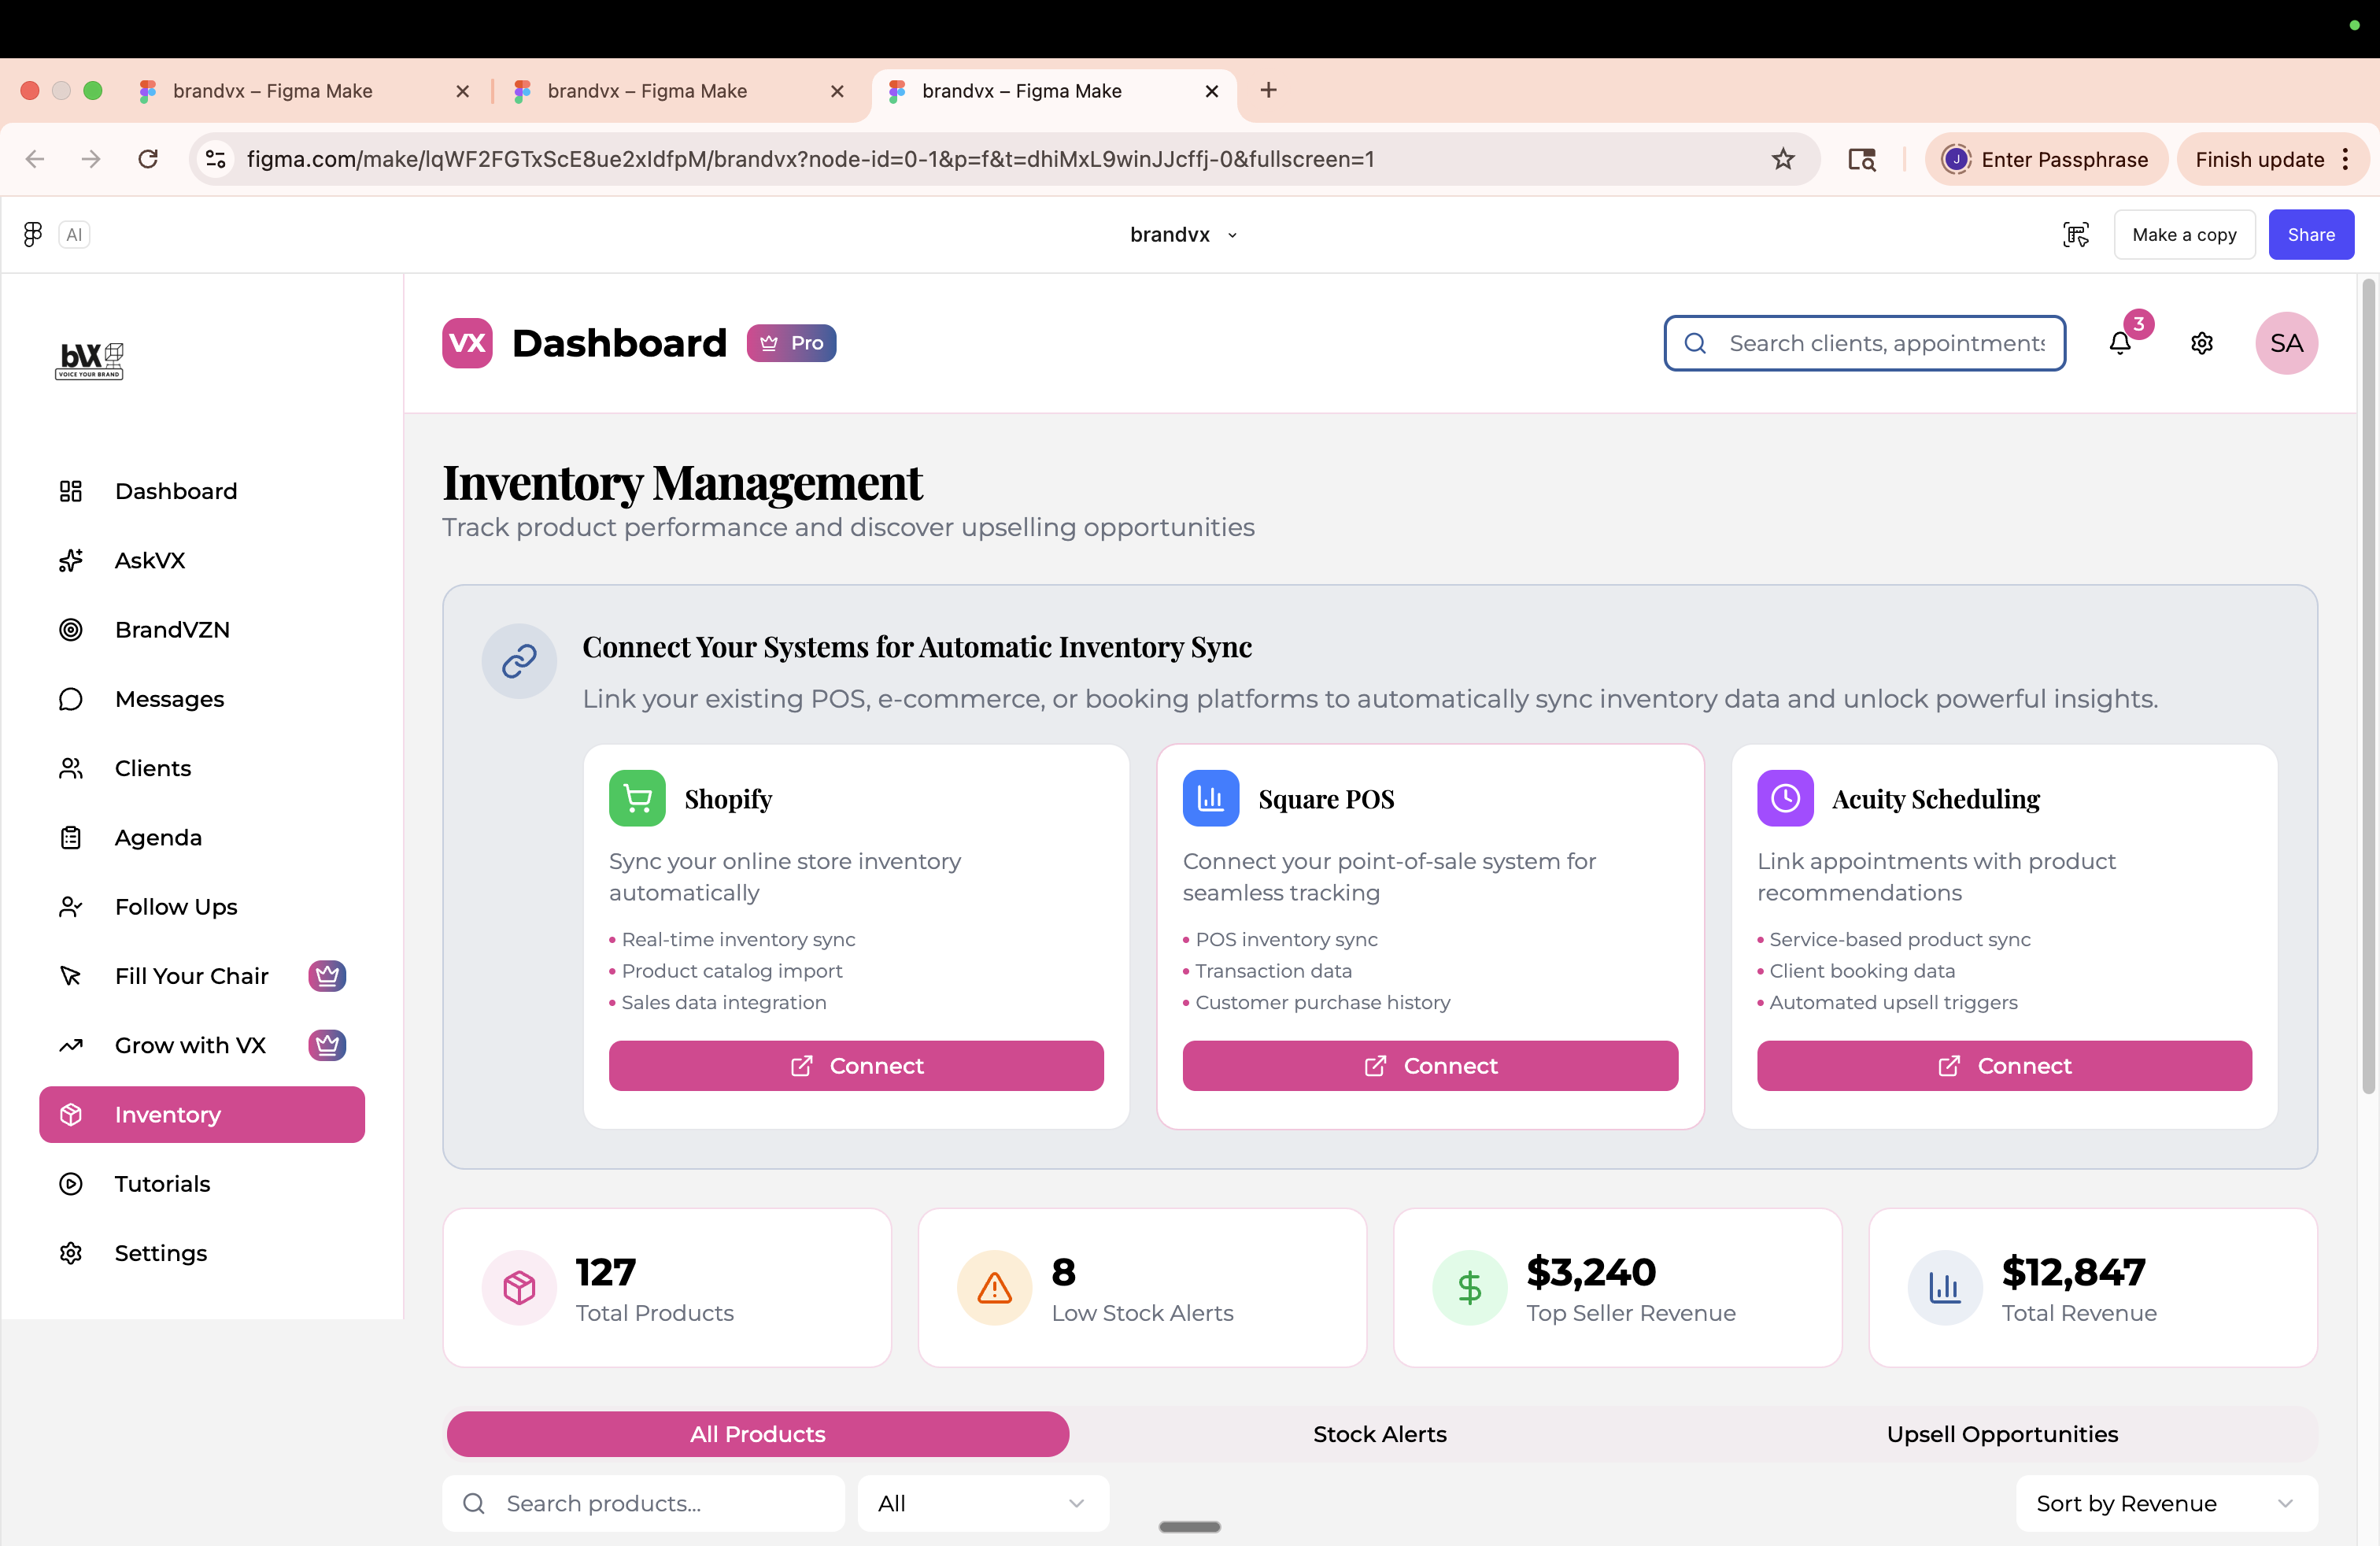 brandvx – Figma Make
brandvx – Figma Make
brandvx – Figma Make
figma.com/make/lqWF2FGTxScE8ue2xIdfpM/brandvx?node-id=0-1&p=f&t=dhiMxL9winJJcffj-0&fullscreen=1
J
Enter Passphrase
Finish update
AI
brandvx
Make a copy
Share
bVX
VOICE YOUR BRAND
Dashboard
AskVX
BrandVZN
Messages
Clients
Agenda
Follow Ups
Fill Your Chair
Grow with VX
Inventory
Tutorials
Settings
VX
Dashboard
Pro
Search clients, appointments
3
SA
Inventory Management
Track product performance and discover upselling opportunities
Connect Your Systems for Automatic Inventory Sync
Link your existing POS, e-commerce, or booking platforms to automatically sync inventory data and unlock powerful insights.
Shopify
Sync your online store inventory
automatically
• Real-time inventory sync
• Product catalog import
• Sales data integration
Connect
Square POS
Connect your point-of-sale system for
seamless tracking
• POS inventory sync
• Transaction data
• Customer purchase history
Connect
Acuity Scheduling
Link appointments with product
recommendations
• Service-based product sync
• Client booking data
• Automated upsell triggers
Connect
127
Total Products
8
Low Stock Alerts
$3,240
Top Seller Revenue
$12,847
Total Revenue
All Products
Stock Alerts
Upsell Opportunities
Search products...
All
Sort by Revenue